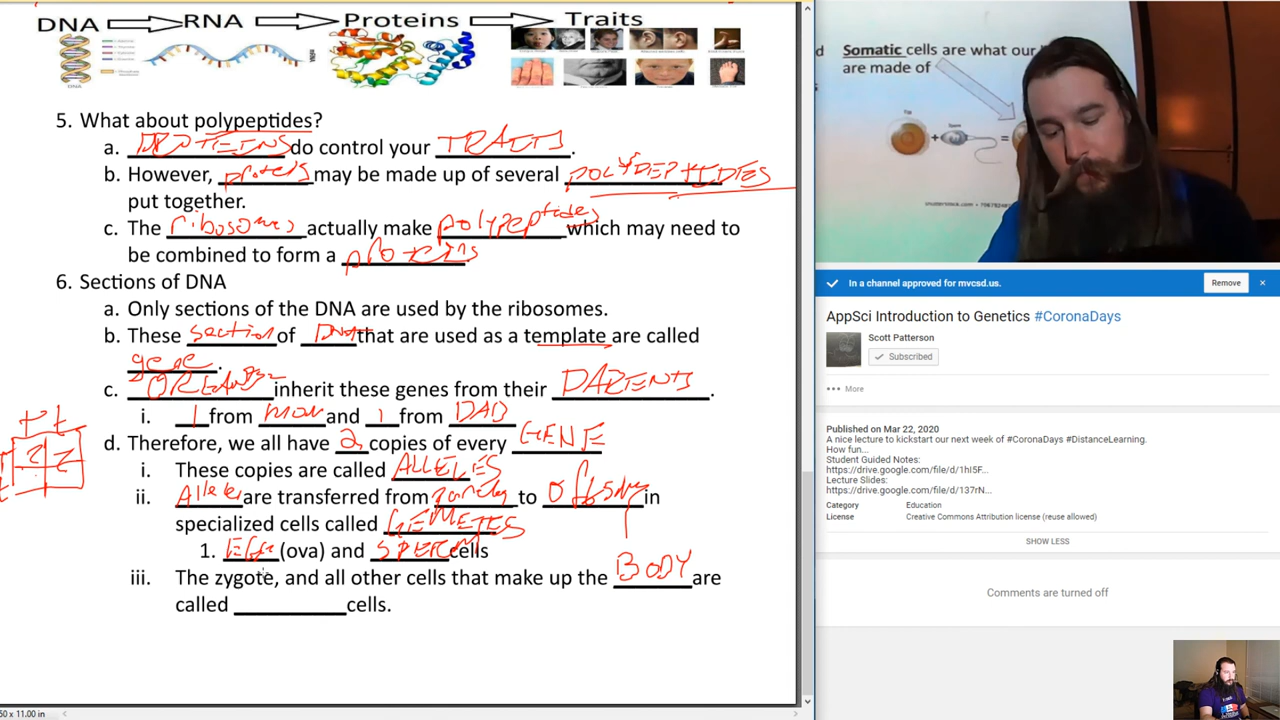 DNA RNA Proteins Traits
5. What about polypeptides?
a. PROTEINS do control your TRAITS.
b. However, proteins may be made up of several POLYPEPTIDES
put together.
c. The ribosomes actually make polypeptides which may need to
be combined to form a proteins.
6. Sections of DNA
a. Only sections of the DNA are used by the ribosomes.
b. These section of DNA that are used as a template are called
gene.
c. inherit these genes from their PARENTS.
i. 1 from mom and 1 from DAD
d. Therefore, we all have 2 copies of every GENE
i. These copies are called ALLELES
ii. Alleles are transferred from to in
specialized cells called GEMETES
1. (ova) and SPERM cells
iii. The zygote, and all other cells that make up the BODY are
called cells.
Somatic cells are what our
are made of
In a channel approved for mvcsd.us.
Remove
AppSci Introduction to Genetics #CoronaDays
Scott Patterson
Subscribed
More
Published on Mar 22, 2020
A nice lecture to kickstart our next week of #CoronaDays #DistanceLearning.
How fun...
Student Guided Notes:
https://drive.google.com/file/d/1hI5F...
Lecture Slides:
https://drive.google.com/file/d/137rN...
Category Education
License Creative Commons Attribution license (reuse allowed)
SHOW LESS
Comments are turned off
50 x 11.00 in